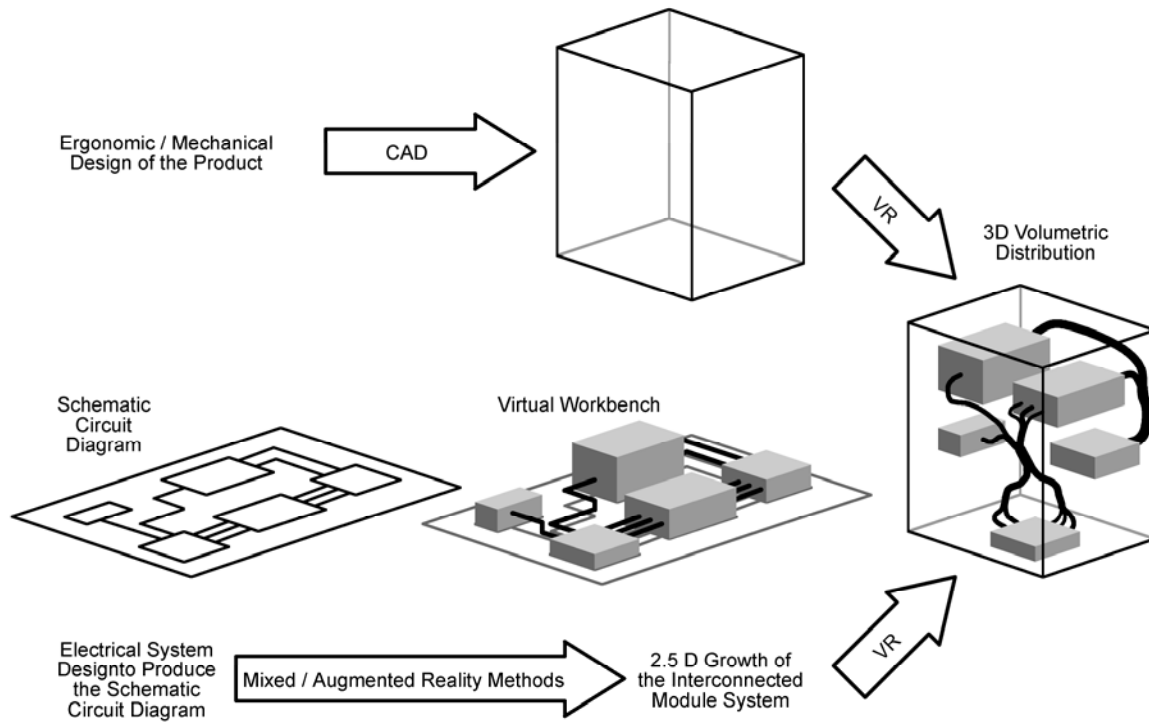 Ergonomic / Mechanical
Design of the Product
CAD
VR
3D Volumetric
Distribution
Schematic
Circuit
Diagram
Virtual Workbench
Electrical System
Designto Produce
the Schematic
Circuit Diagram
Mixed / Augmented Reality Methods
2.5 D Growth of
the Interconnected
Module System
VR